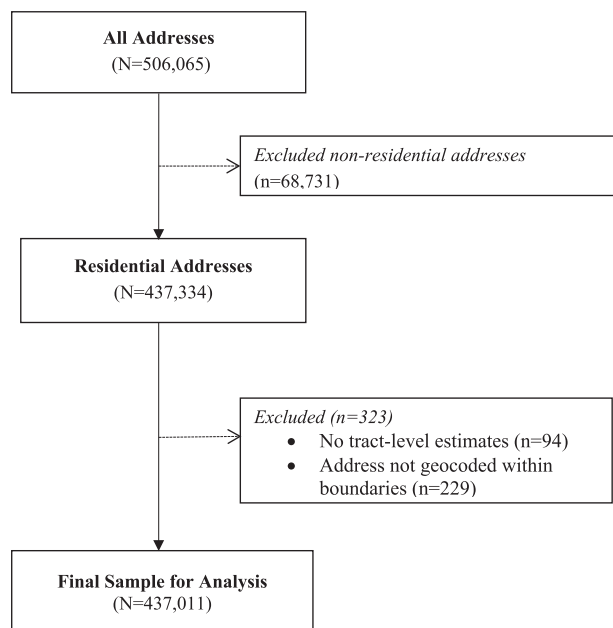 All Addresses
(N=506,065)
Excluded non-residential addresses
(n=68,731)
Residential Addresses
(N=437,334)
Excluded (n=323)
• No tract-level estimates (n=94)
• Address not geocoded within
boundaries (n=229)
Final Sample for Analysis
(N=437,011)